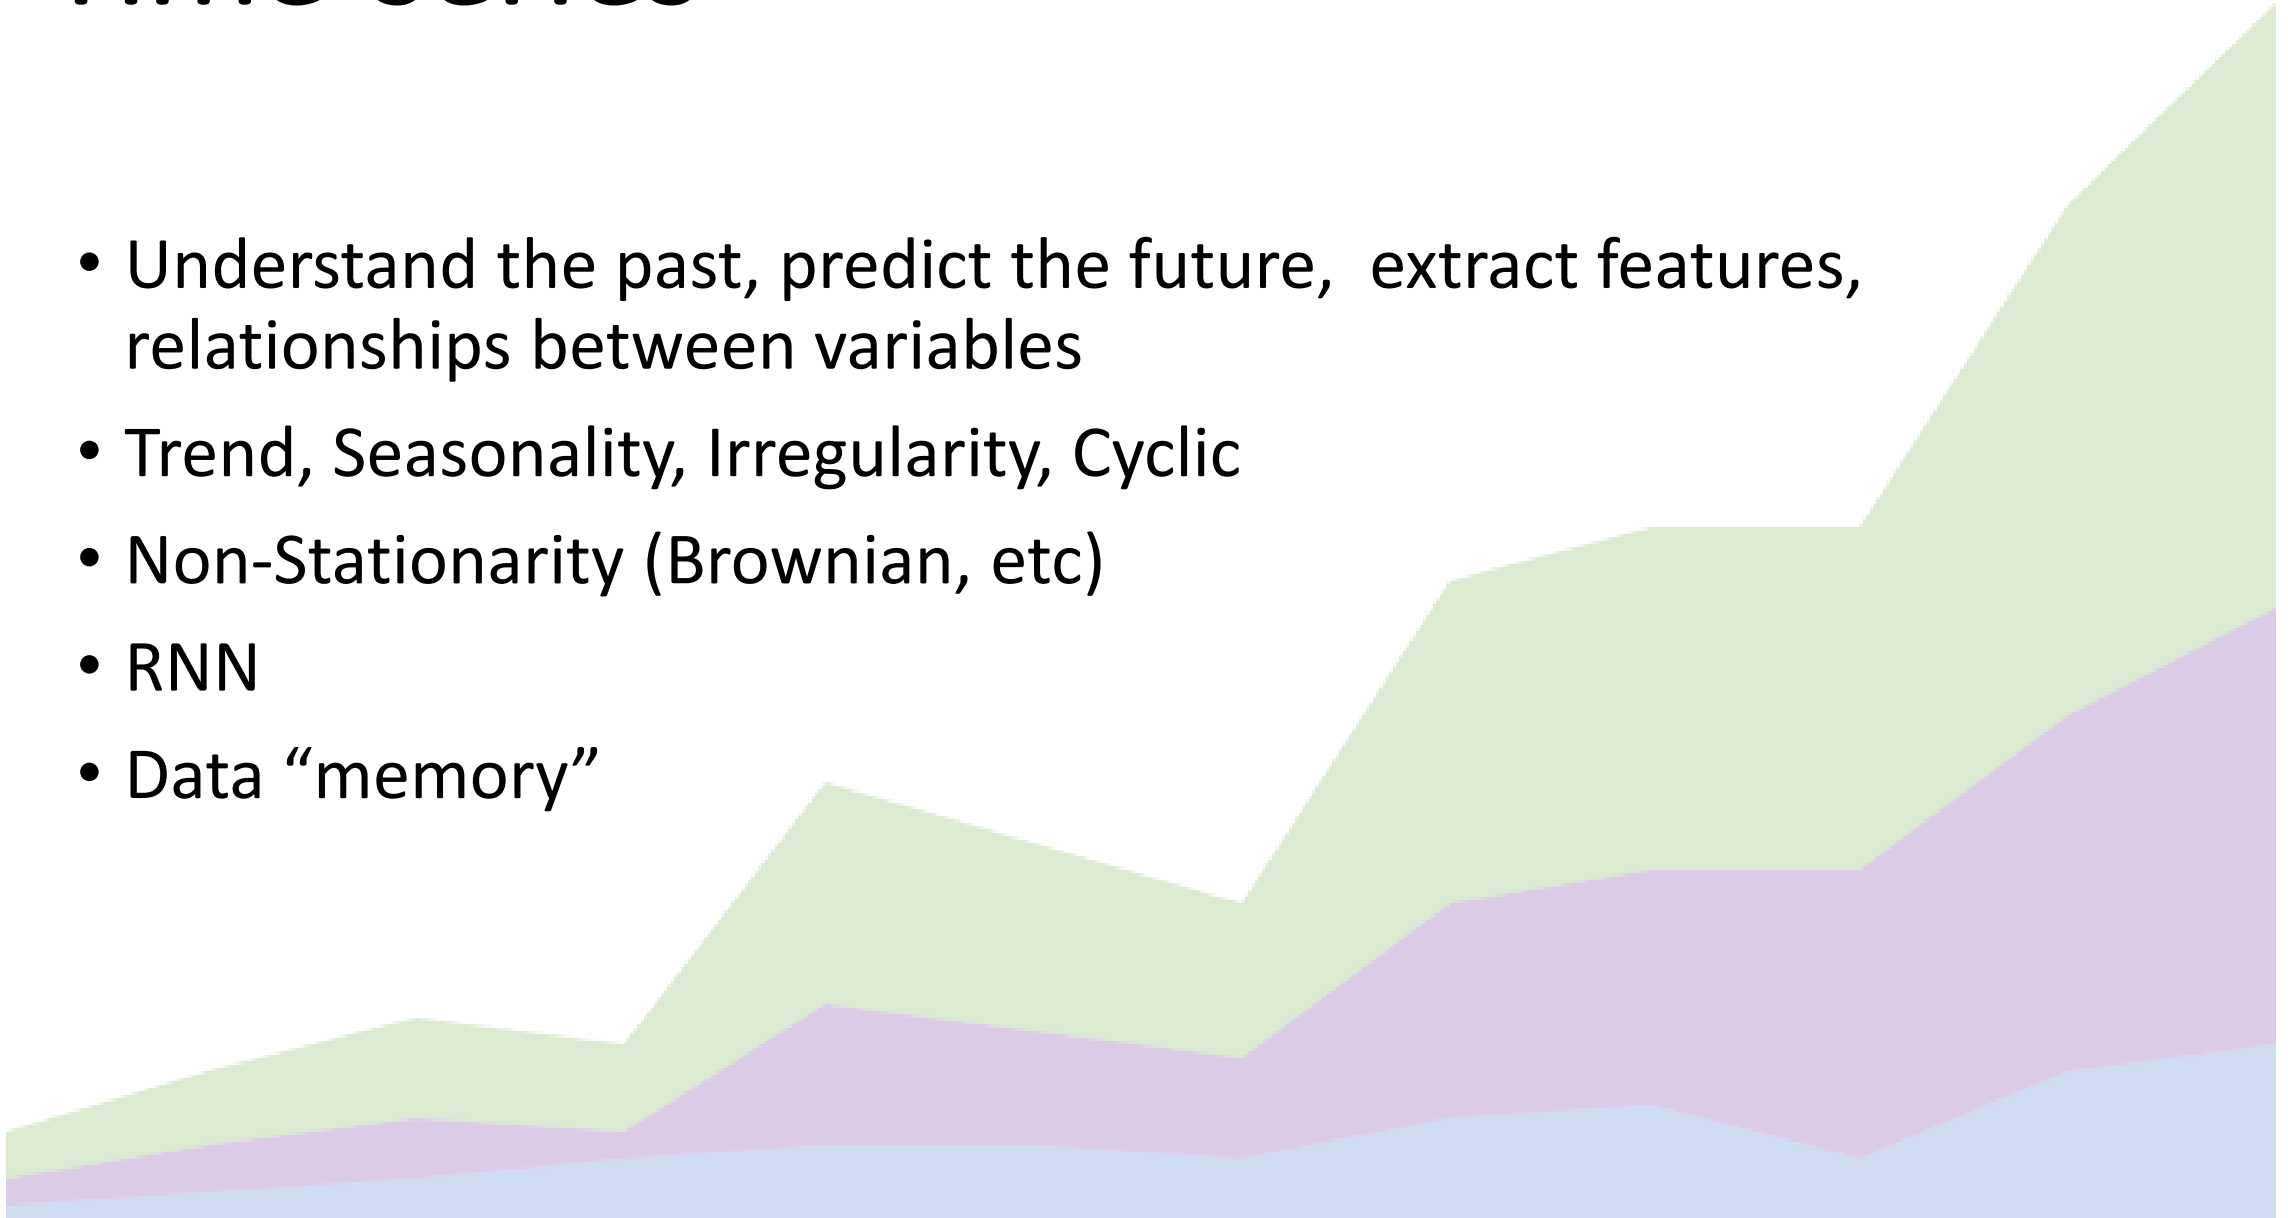 • Understand the past, predict the future,  extract features,
relationships between variables
• Trend, Seasonality, Irregularity, Cyclic
• Non-Stationarity (Brownian, etc)
• RNN
• Data “memory”